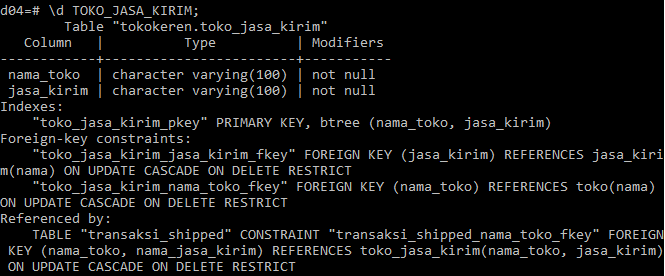 d04=# \d TOKO_JASA_KIRIM;
Table "tokokeren.toko_jasa_kirim"
Column | Type | Modifiers
------------+------------------------+-----------
nama_toko | character varying(100) | not null
jasa_kirim | character varying(100) | not null
Indexes:
"toko_jasa_kirim_pkey" PRIMARY KEY, btree (nama_toko, jasa_kirim)
Foreign-key constraints:
"toko_jasa_kirim_jasa_kirim_fkey" FOREIGN KEY (jasa_kirim) REFERENCES jasa_kiri
m(nama) ON UPDATE CASCADE ON DELETE RESTRICT
"toko_jasa_kirim_nama_toko_fkey" FOREIGN KEY (nama_toko) REFERENCES toko(nama)
ON UPDATE CASCADE ON DELETE RESTRICT
Referenced by:
TABLE "transaksi_shipped" CONSTRAINT "transaksi_shipped_nama_toko_fkey" FOREIGN
KEY (nama_toko, nama_jasa_kirim) REFERENCES toko_jasa_kirim(nama_toko, jasa_kirim)
ON UPDATE CASCADE ON DELETE RESTRICT